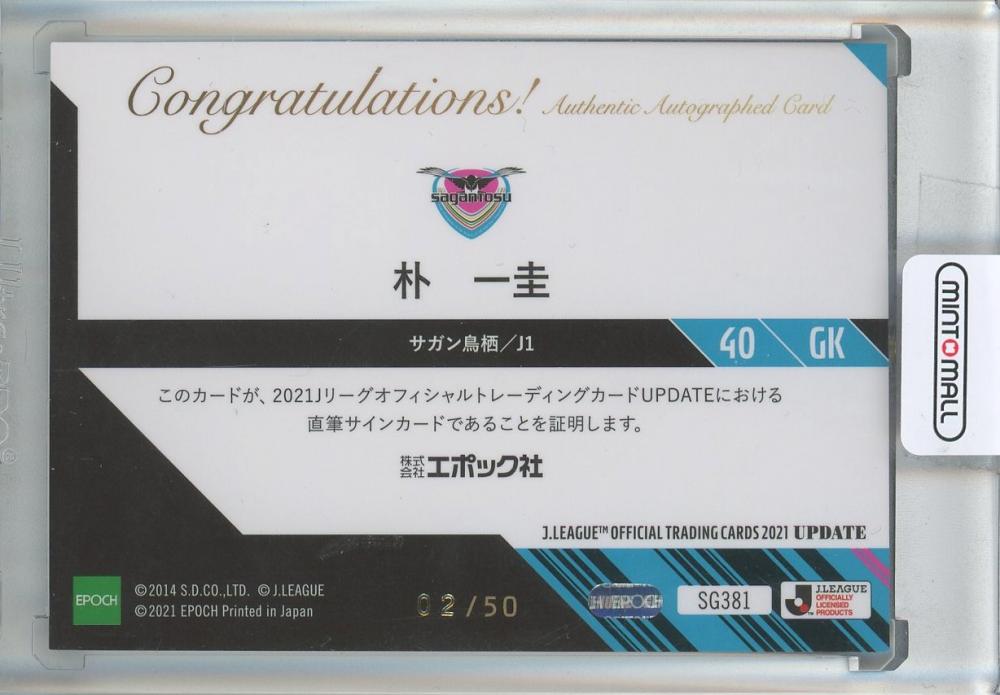 Congratulations! Authentic Autographed Card
sagantosu
朴 一圭
サガン鳥栖/J1
40 GK
このカードが、2021JリーグオフィシャルトレーディングカードUPDATEにおける
直筆サインカードであることを証明します。
株式会社エポック社
J.LEAGUE™ OFFICIAL TRADING CARDS 2021 UPDATE
EPOCH
©2014 S.D.CO.,LTD. © J.LEAGUE
©2021 EPOCH Printed in Japan
02/50
EPOCH
SG381
J.LEAGUE
OFFICIALLY
LICENSED
PRODUCTS
MINT MALL